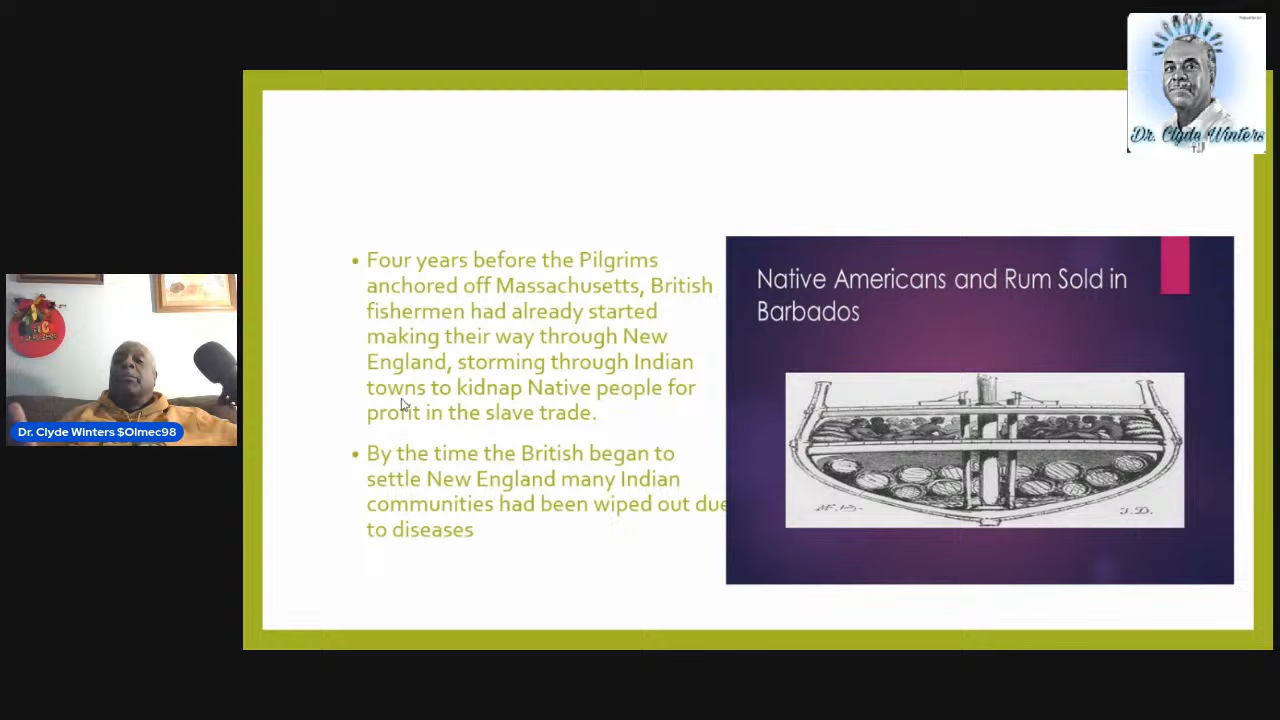 Dr. Clyde Winters
• Four years before the Pilgrims
anchored off Massachusetts, British
fishermen had already started
making their way through New
England, storming through Indian
towns to kidnap Native people for
profit in the slave trade.
• By the time the British began to
settle New England many Indian
communities had been wiped out due
to diseases
Native Americans and Rum Sold in
Barbados
J.D.
Dr. Clyde Winters $Olmec98